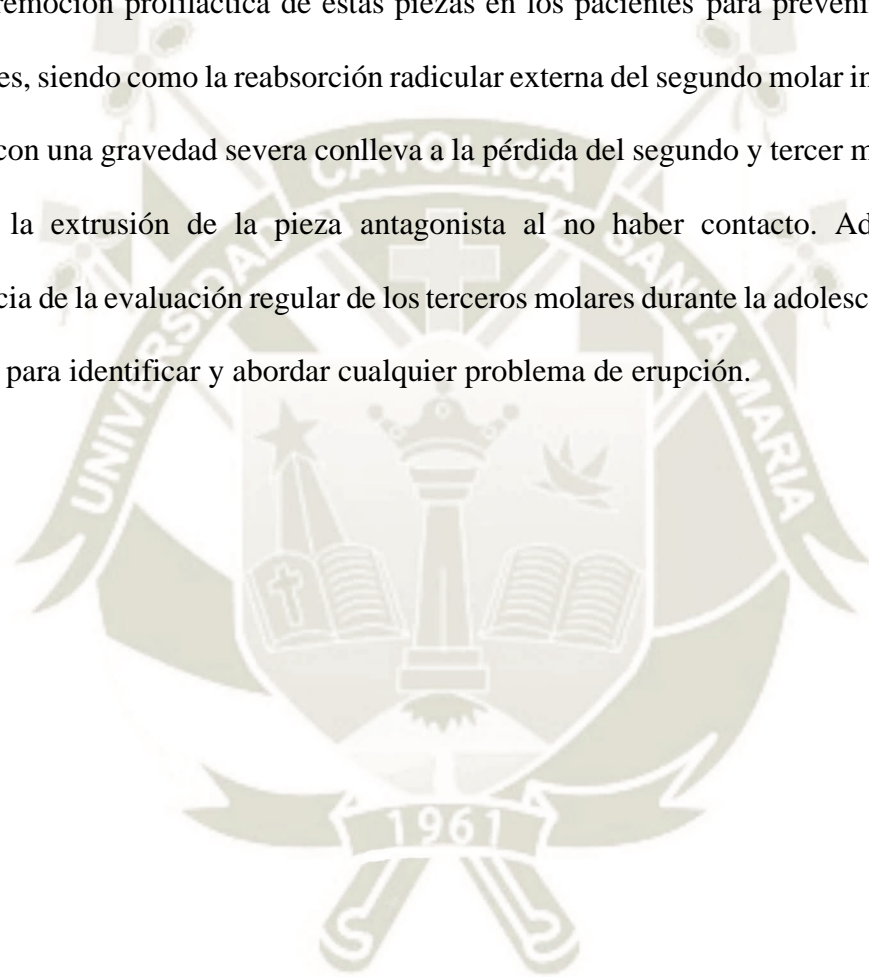 remoción profiláctica de estas piezas en los pacientes para prevenir
es, siendo como la reabsorción radicular externa del segundo molar in
con una gravedad severa conlleva a la pérdida del segundo y tercer m
la extrusión de la pieza antagonista al no haber contacto. Ad
cia de la evaluación regular de los terceros molares durante la adolesc
para identificar y abordar cualquier problema de erupción.
UNIVERSIDAD CATOLICA SANTA MARIA
1961